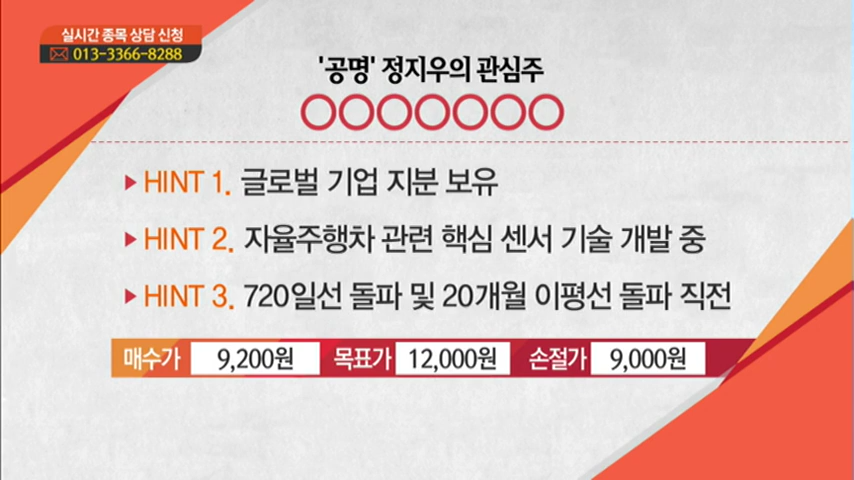 실시간 종목 상담 신청
013-3366-8288
'공명' 정지우의 관심주
○○○○○○○
▶ HINT 1. 글로벌 기업 지분 보유
▶ HINT 2. 자율주행차 관련 핵심 센서 기술 개발 중
▶ HINT 3. 720일선 돌파 및 20개월 이평선 돌파 직전
매수가 9,200원 목표가 12,000원 손절가 9,000원